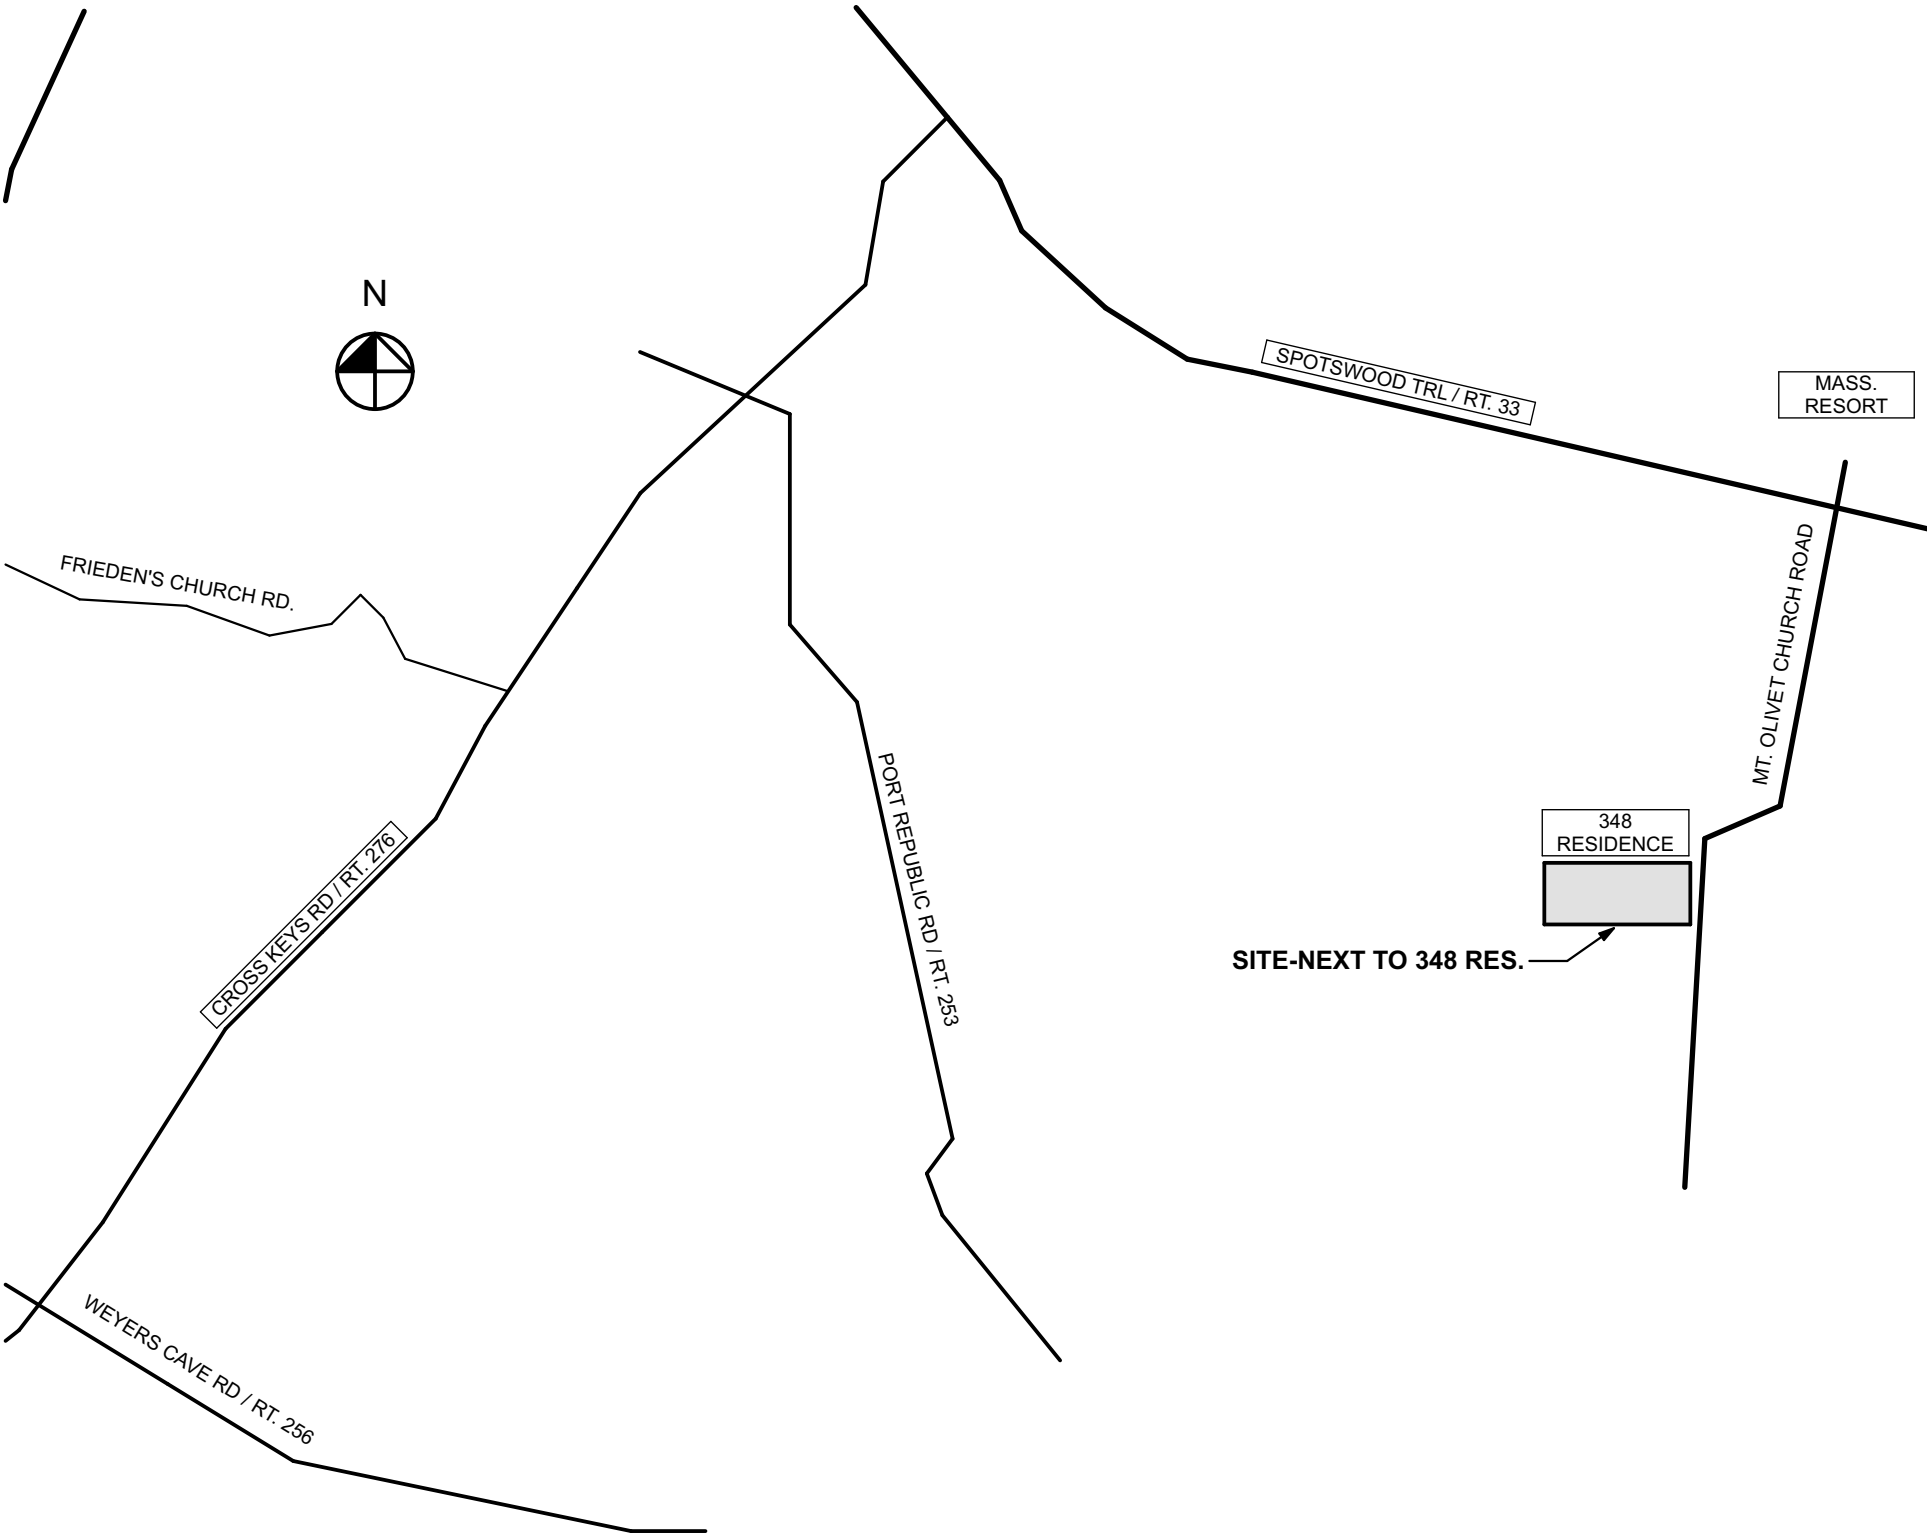 N
SPOTSWOOD TRL / RT. 33
MASS.
RESORT
FRIEDEN'S CHURCH RD.
MT. OLIVET CHURCH ROAD
PORT REPUBLIC RD / RT. 253
348
RESIDENCE
CROSS KEYS RD / RT. 276
SITE-NEXT TO 348 RES.
WEYERS CAVE RD / RT. 256